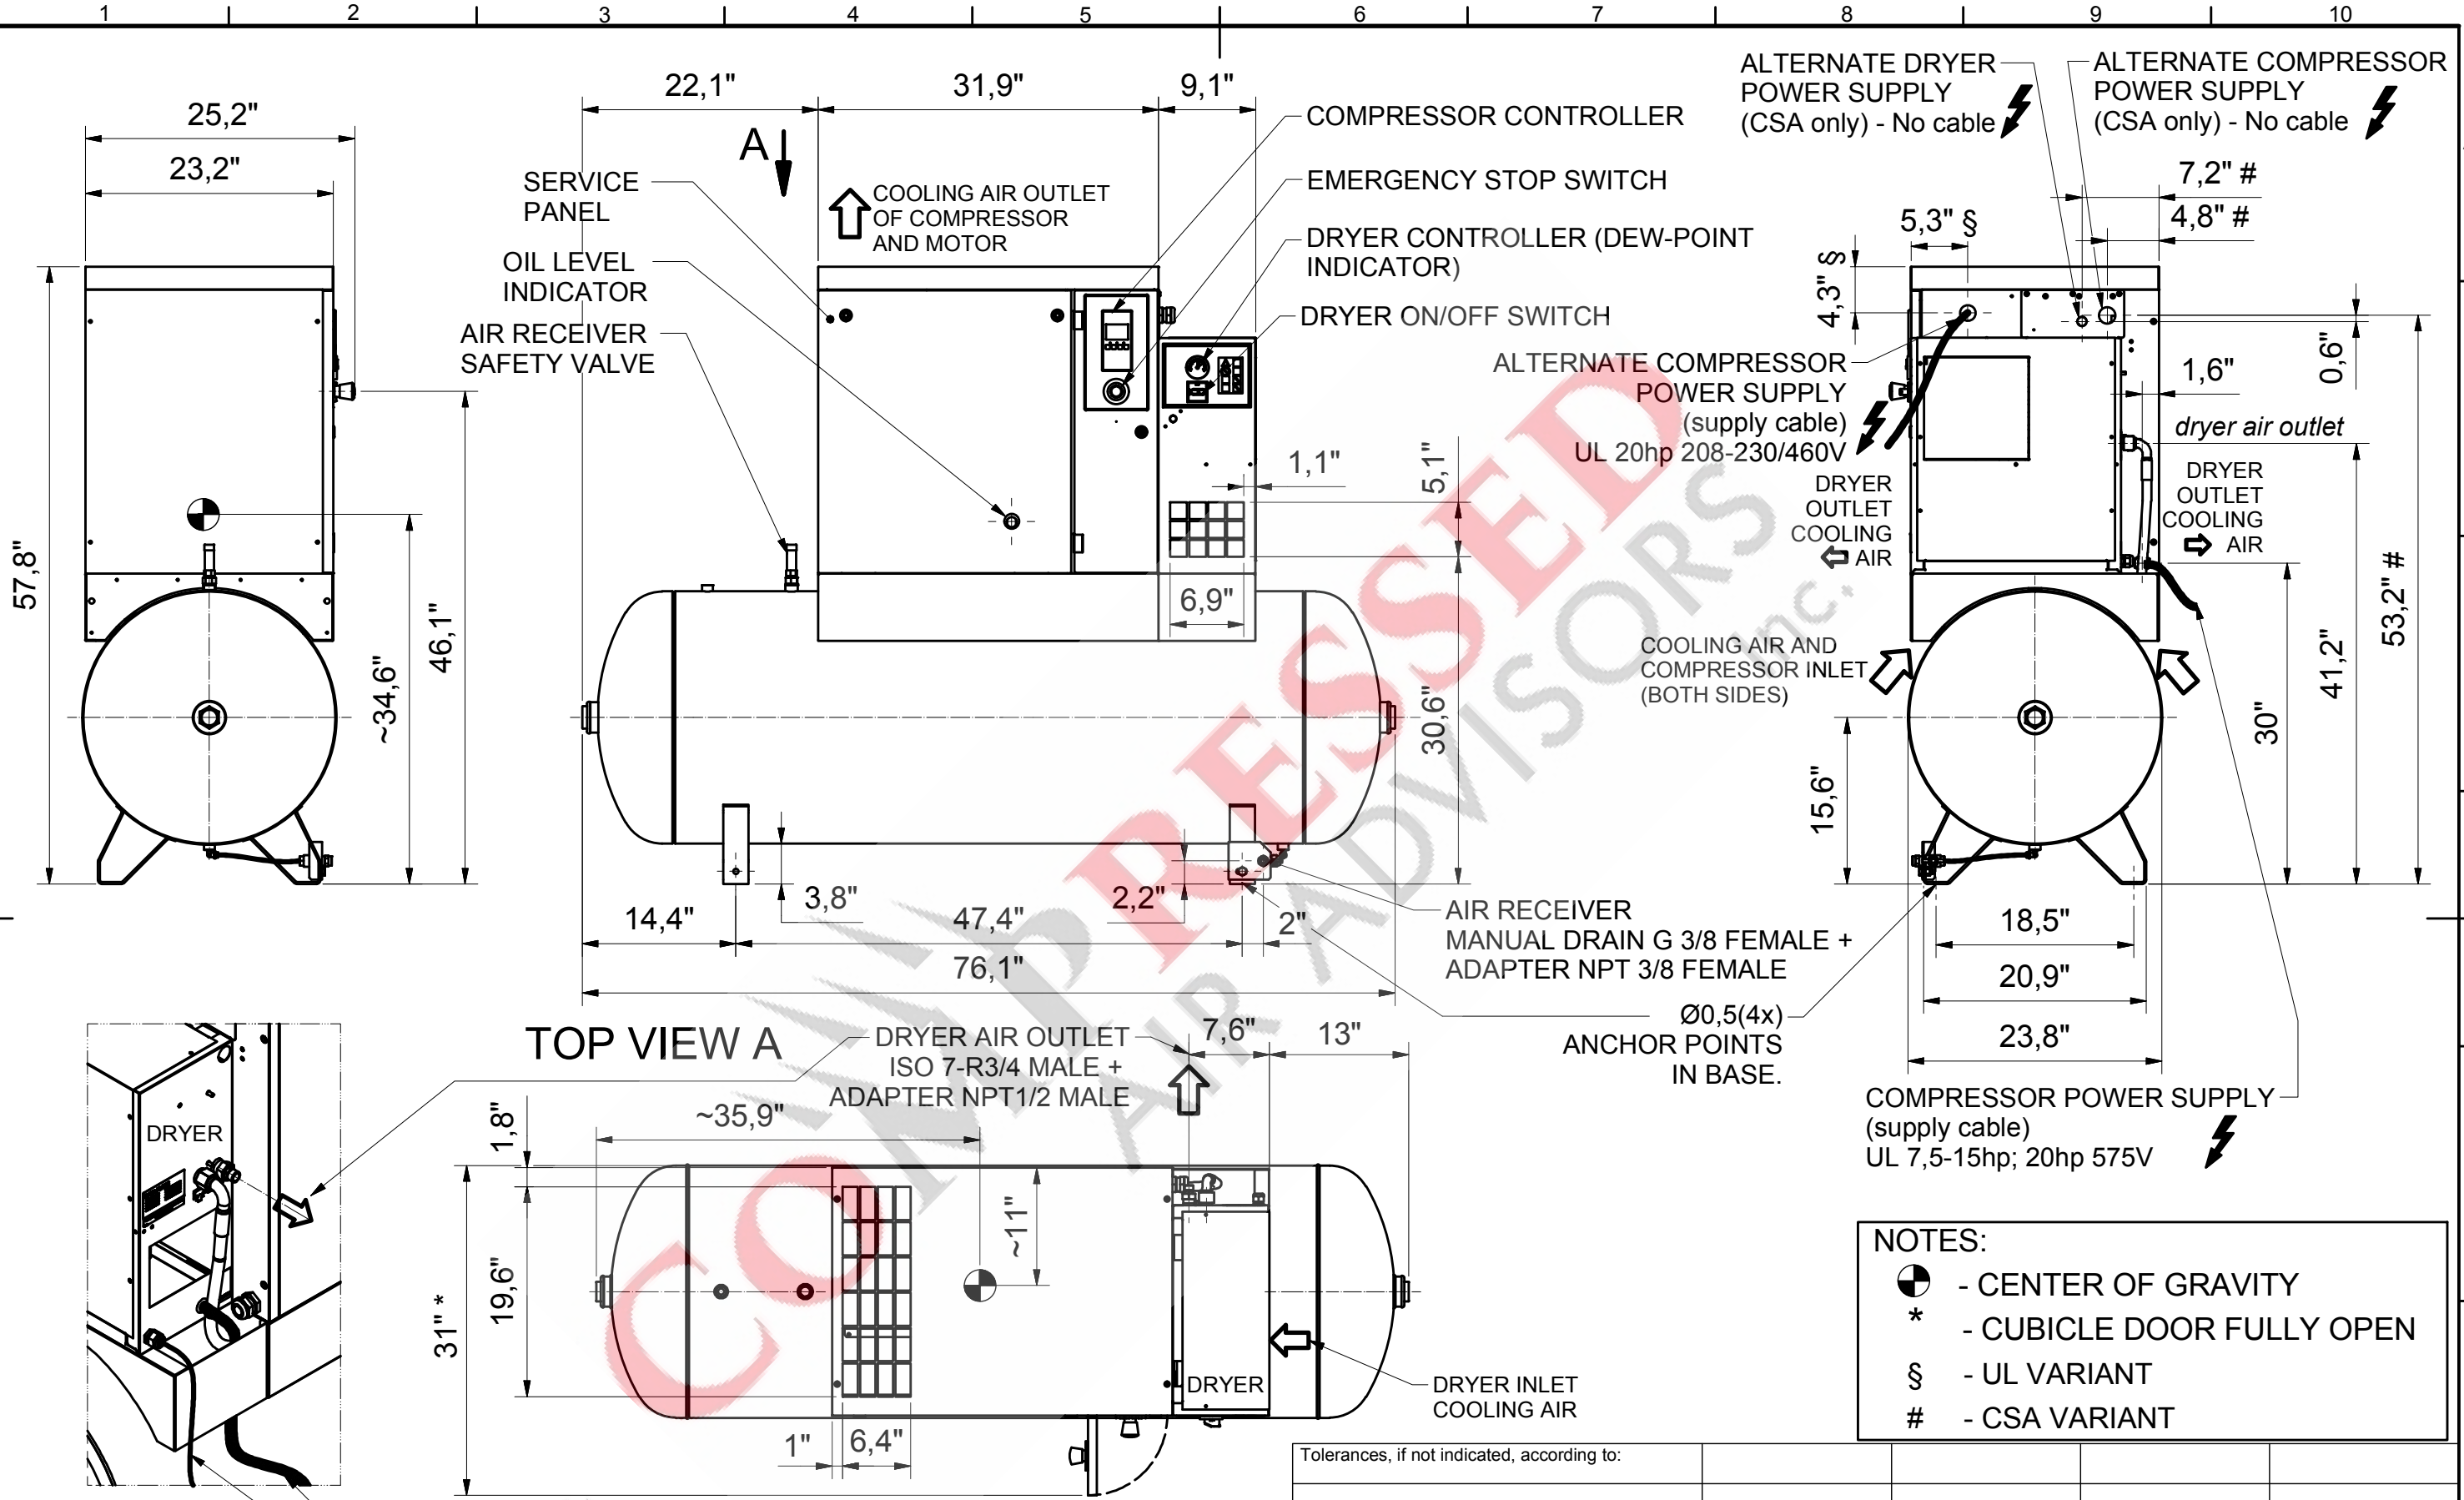 1 2 3 4 5 6 7 8 9 10
25,2"
23,2"
57,8"
~34,6"
46,1"
22,1" 31,9" 9,1"
A
SERVICE
PANEL
OIL LEVEL
INDICATOR
AIR RECEIVER
SAFETY VALVE
COOLING AIR OUTLET
OF COMPRESSOR
AND MOTOR
COMPRESSOR CONTROLLER
EMERGENCY STOP SWITCH
DRYER CONTROLLER (DEW-POINT
INDICATOR)
DRYER ON/OFF SWITCH
1,1"
5,1"
6,9"
30,6"
3,8"
2,2"
14,4" 47,4" 2"
76,1"
AIR RECEIVER
MANUAL DRAIN G 3/8 FEMALE +
ADAPTER NPT 3/8 FEMALE
Ø0,5(4x)
ANCHOR POINTS
IN BASE.
ALTERNATE DRYER
POWER SUPPLY
(CSA only) - No cable
ALTERNATE COMPRESSOR
POWER SUPPLY
(CSA only) - No cable
7,2" #
4,8" #
5,3" §
4,3" §
0,6"
1,6"
ALTERNATE COMPRESSOR
POWER SUPPLY
(supply cable)
UL 20hp 208-230/460V
dryer air outlet
DRYER
OUTLET
COOLING
AIR
DRYER
OUTLET
COOLING
AIR
COOLING AIR AND
COMPRESSOR INLET
(BOTH SIDES)
15,6"
30"
41,2"
53,2" #
18,5"
20,9"
23,8"
COMPRESSOR POWER SUPPLY
(supply cable)
UL 7,5-15hp; 20hp 575V
TOP VIEW A
DRYER AIR OUTLET
ISO 7-R3/4 MALE +
ADAPTER NPT1/2 MALE
7,6" 13"
~35,9"
1,8"
~11"
19,6"
31" *
1" 6,4"
DRYER
DRYER
DRYER INLET
COOLING AIR
NOTES:
- CENTER OF GRAVITY
* - CUBICLE DOOR FULLY OPEN
§ - UL VARIANT
# - CSA VARIANT
Tolerances, if not indicated, according to:
COMPRESSED
AIR ADVISORS
Inc.